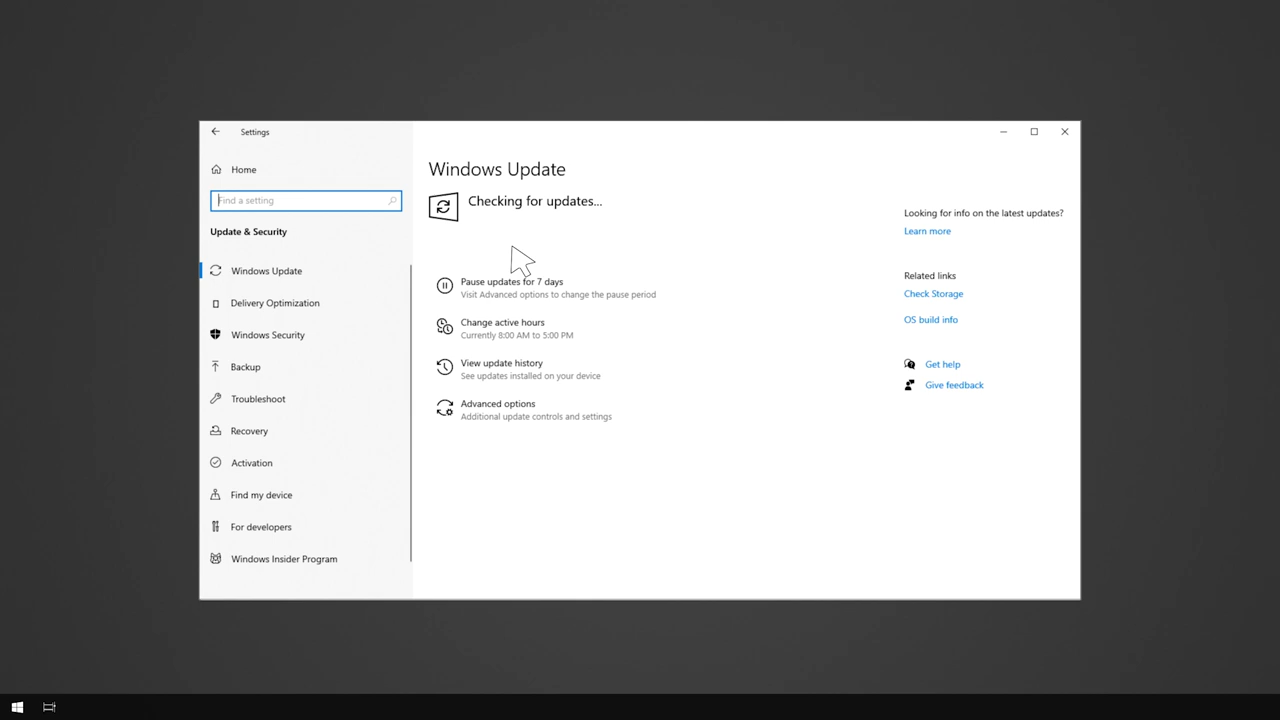 Settings
Home
Find a setting
Update & Security
Windows Update
Delivery Optimization
Windows Security
Backup
Troubleshoot
Recovery
Activation
Find my device
For developers
Windows Insider Program
Windows Update
Checking for updates...
Pause updates for 7 days
Visit Advanced options to change the pause period
Change active hours
Currently 8:00 AM to 5:00 PM
View update history
See updates installed on your device
Advanced options
Additional update controls and settings
Looking for info on the latest updates?
Learn more
Related links
Check Storage
OS build info
Get help
Give feedback